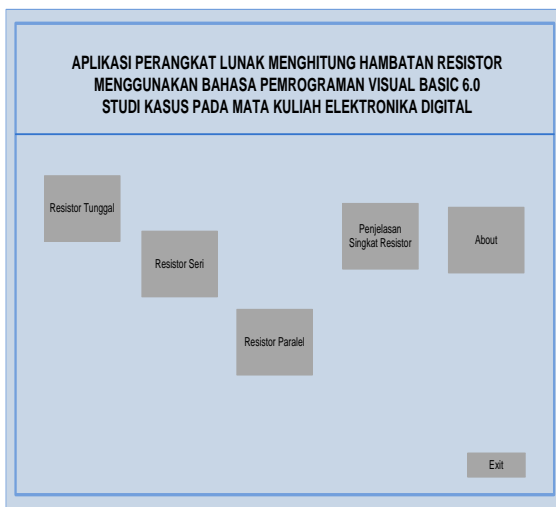 APLIKASI PERANGKAT LUNAK MENGHITUNG HAMBATAN RESISTOR
MENGGUNAKAN BAHASA PEMROGRAMAN VISUAL BASIC 6.0
STUDI KASUS PADA MATA KULIAH ELEKTRONIKA DIGITAL
Resistor Tunggal
Resistor Seri
Resistor Paralel
Penjelasan
Singkat Resistor
About
Exit